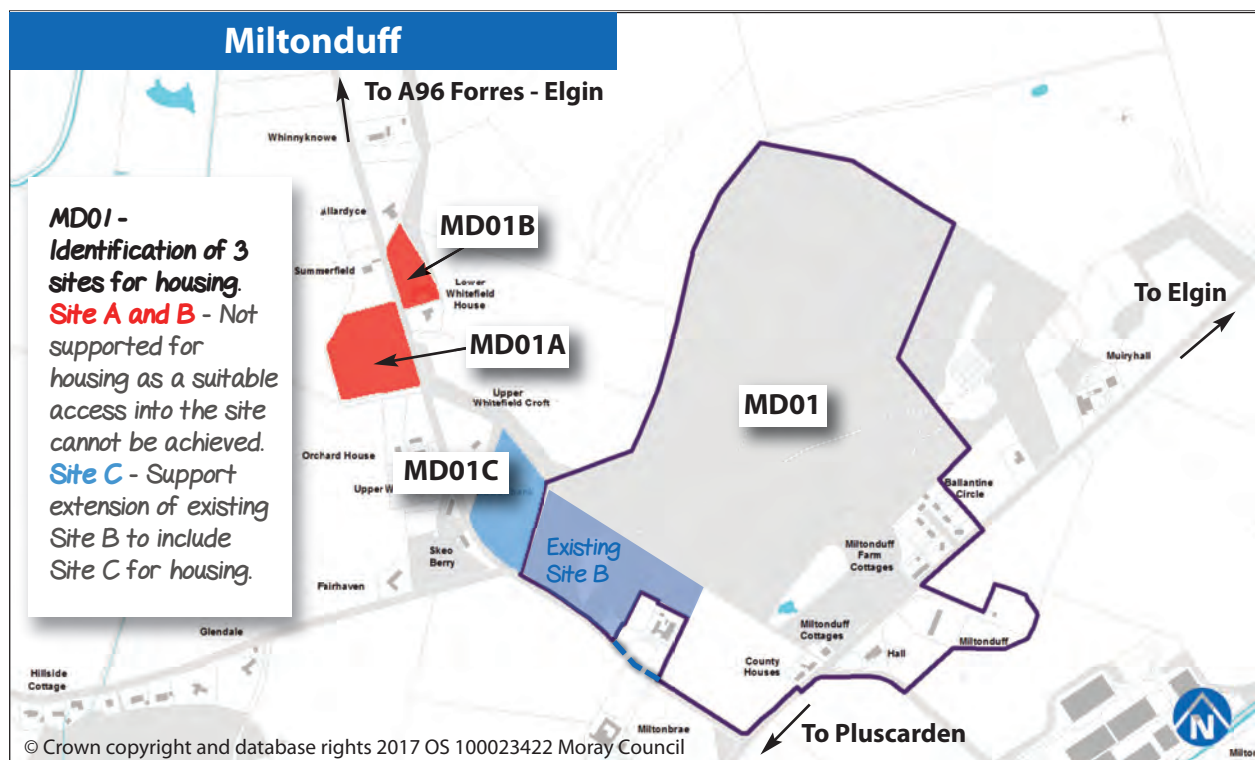 Miltonduff
To A96 Forres - Elgin
Whinnyknowe
MD01 -
Identification of 3
sites for housing.
Site A and B - Not
supported for
housing as a suitable
access into the site
cannot be achieved.
Site C - Support
extension of existing
Site B to include
Site C for housing.
Allardyce
MD01B
Summerfield
Lower
Whitefield
House
To Elgin
MD01A
Muiryhall
Upper
Whitefield Croft
MD01
Orchard House
MD01C
Upper
Ballantine
Circle
Existing
Site B
Skeo
Berry
Miltonduff
Farm
Cottages
Fairhaven
Miltonduff
Cottages
Glendale
Hall
Miltonduff
County
Houses
Hillside
Cottage
Miltonbrae
To Pluscarden
N
© Crown copyright and database rights 2017 OS 100023422 Moray Council